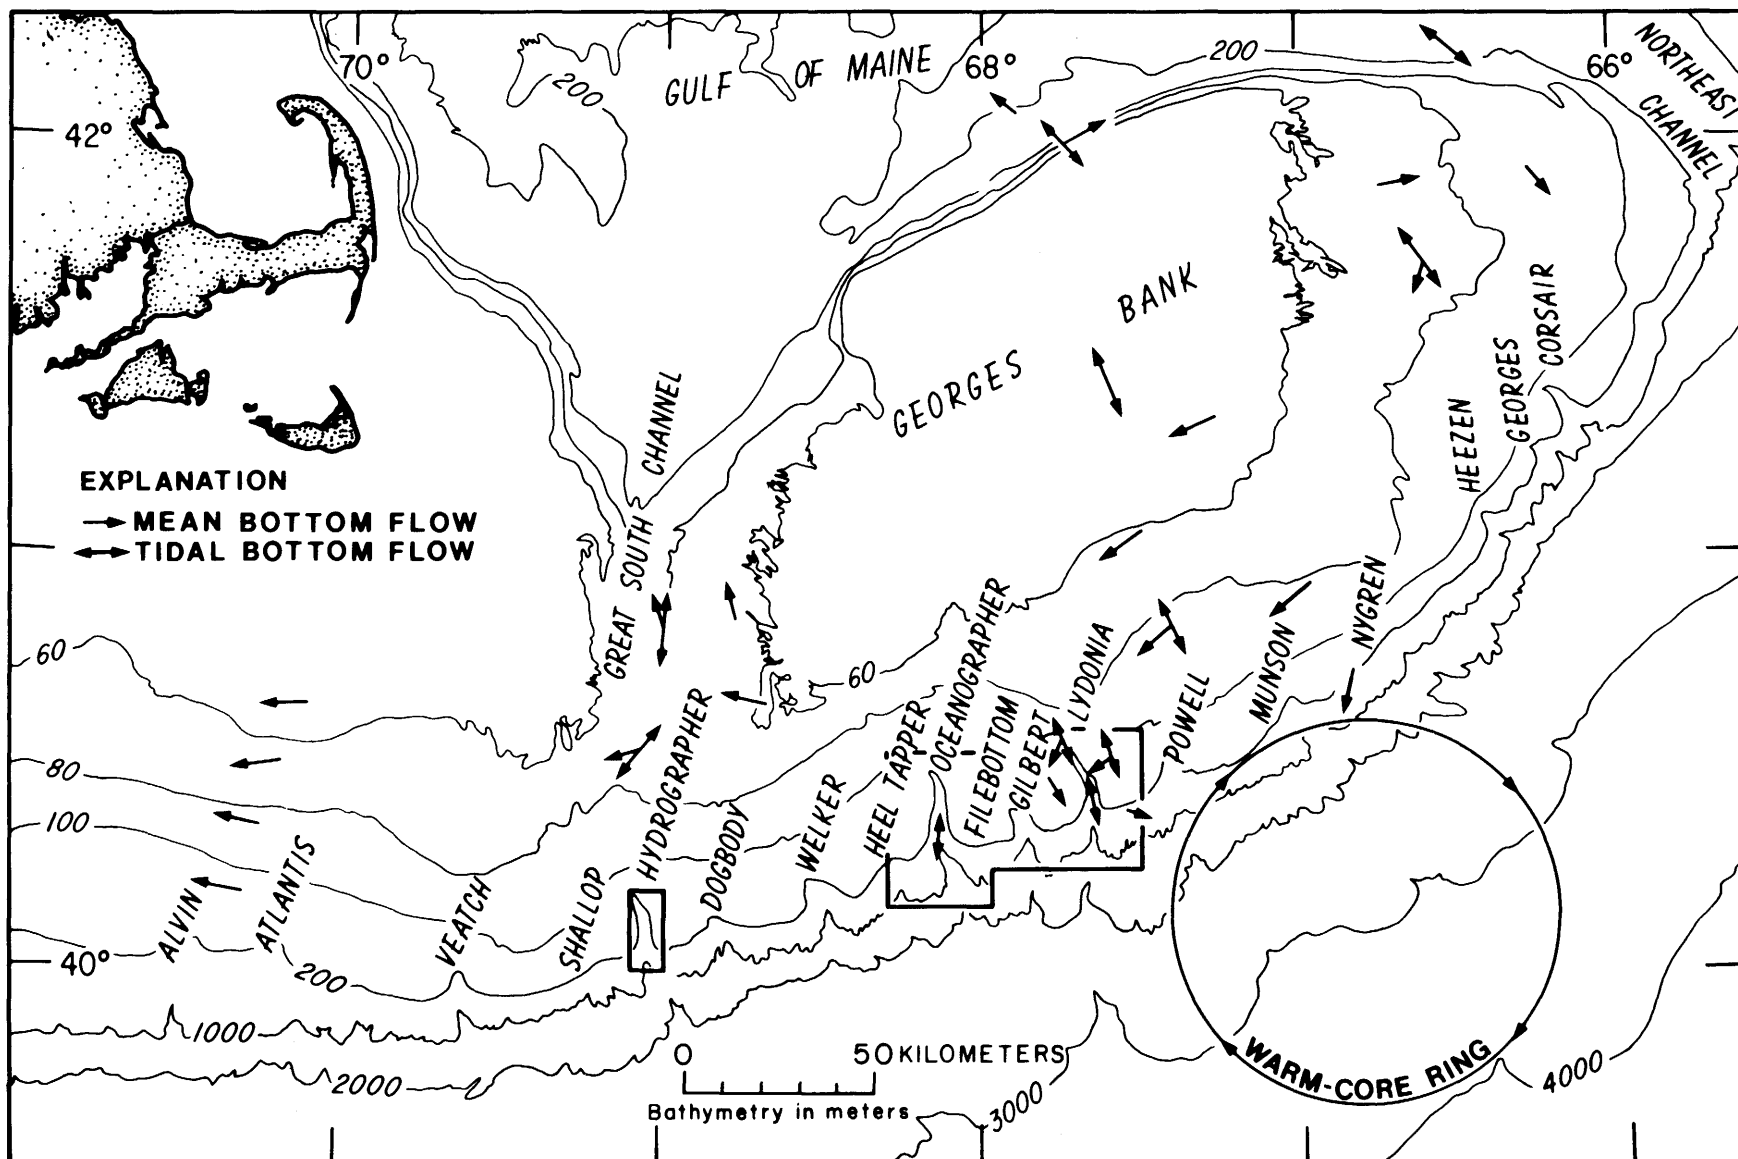 70°
200
GULF OF MAINE
68°
200
66°
NORTHEAST
CHANNEL
42°
BANK
GEORGES
CORSAIR
GEORGES
HEEZEN
CHANNEL
GREAT SOUTH
EXPLANATION
MEAN BOTTOM FLOW
TIDAL BOTTOM FLOW
NYGREN
MUNSON
POWELL
LYDONIA
GILBERT
FILEBOTTOM
OCEANOGRAPHER
HEEL TAPPER
WELKER
DOGBODY
HYDROGRAPHER
SHALLOP
VEATCH
ATLANTIS
ALVIN
60
60
80
100
40°
200
1000
2000
0 50 KILOMETERS
Bathymetry in meters
3000
4000
WARM-CORE RING